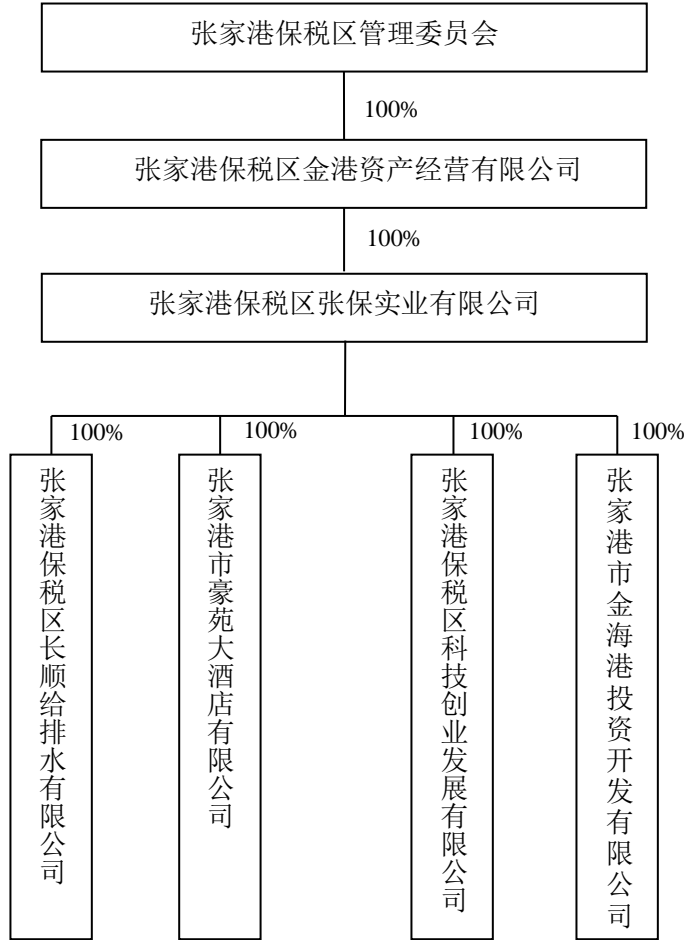 张家港保税区管理委员会
100%
张家港保税区金港资产经营有限公司
100%
张家港保税区张保实业有限公司
100%
100%
100%
100%
张家港保税区长顺给排水有限公司
张家港市豪苑大酒店有限公司
张家港保税区科技创业发展有限公司
张家港市金海港投资开发有限公司